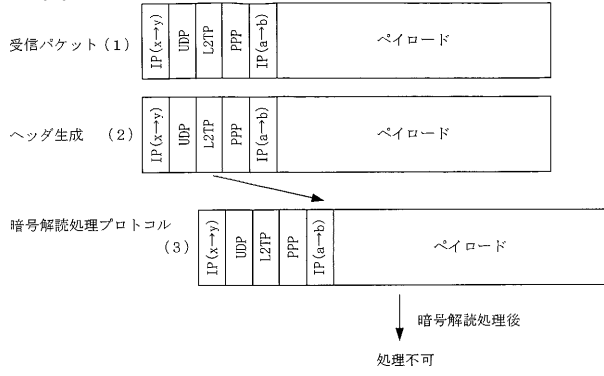 受信パケット(1)
IP(x→y) UDP L2TP PPP IP(a→b) ペイロード
ヘッダ生成 (2)
IP(x→y) UDP L2TP PPP IP(a→b) ペイロード
暗号解読処理プロトコル
(3)
IP(x→y) UDP L2TP PPP IP(a→b) ペイロード
暗号解読処理後
処理不可